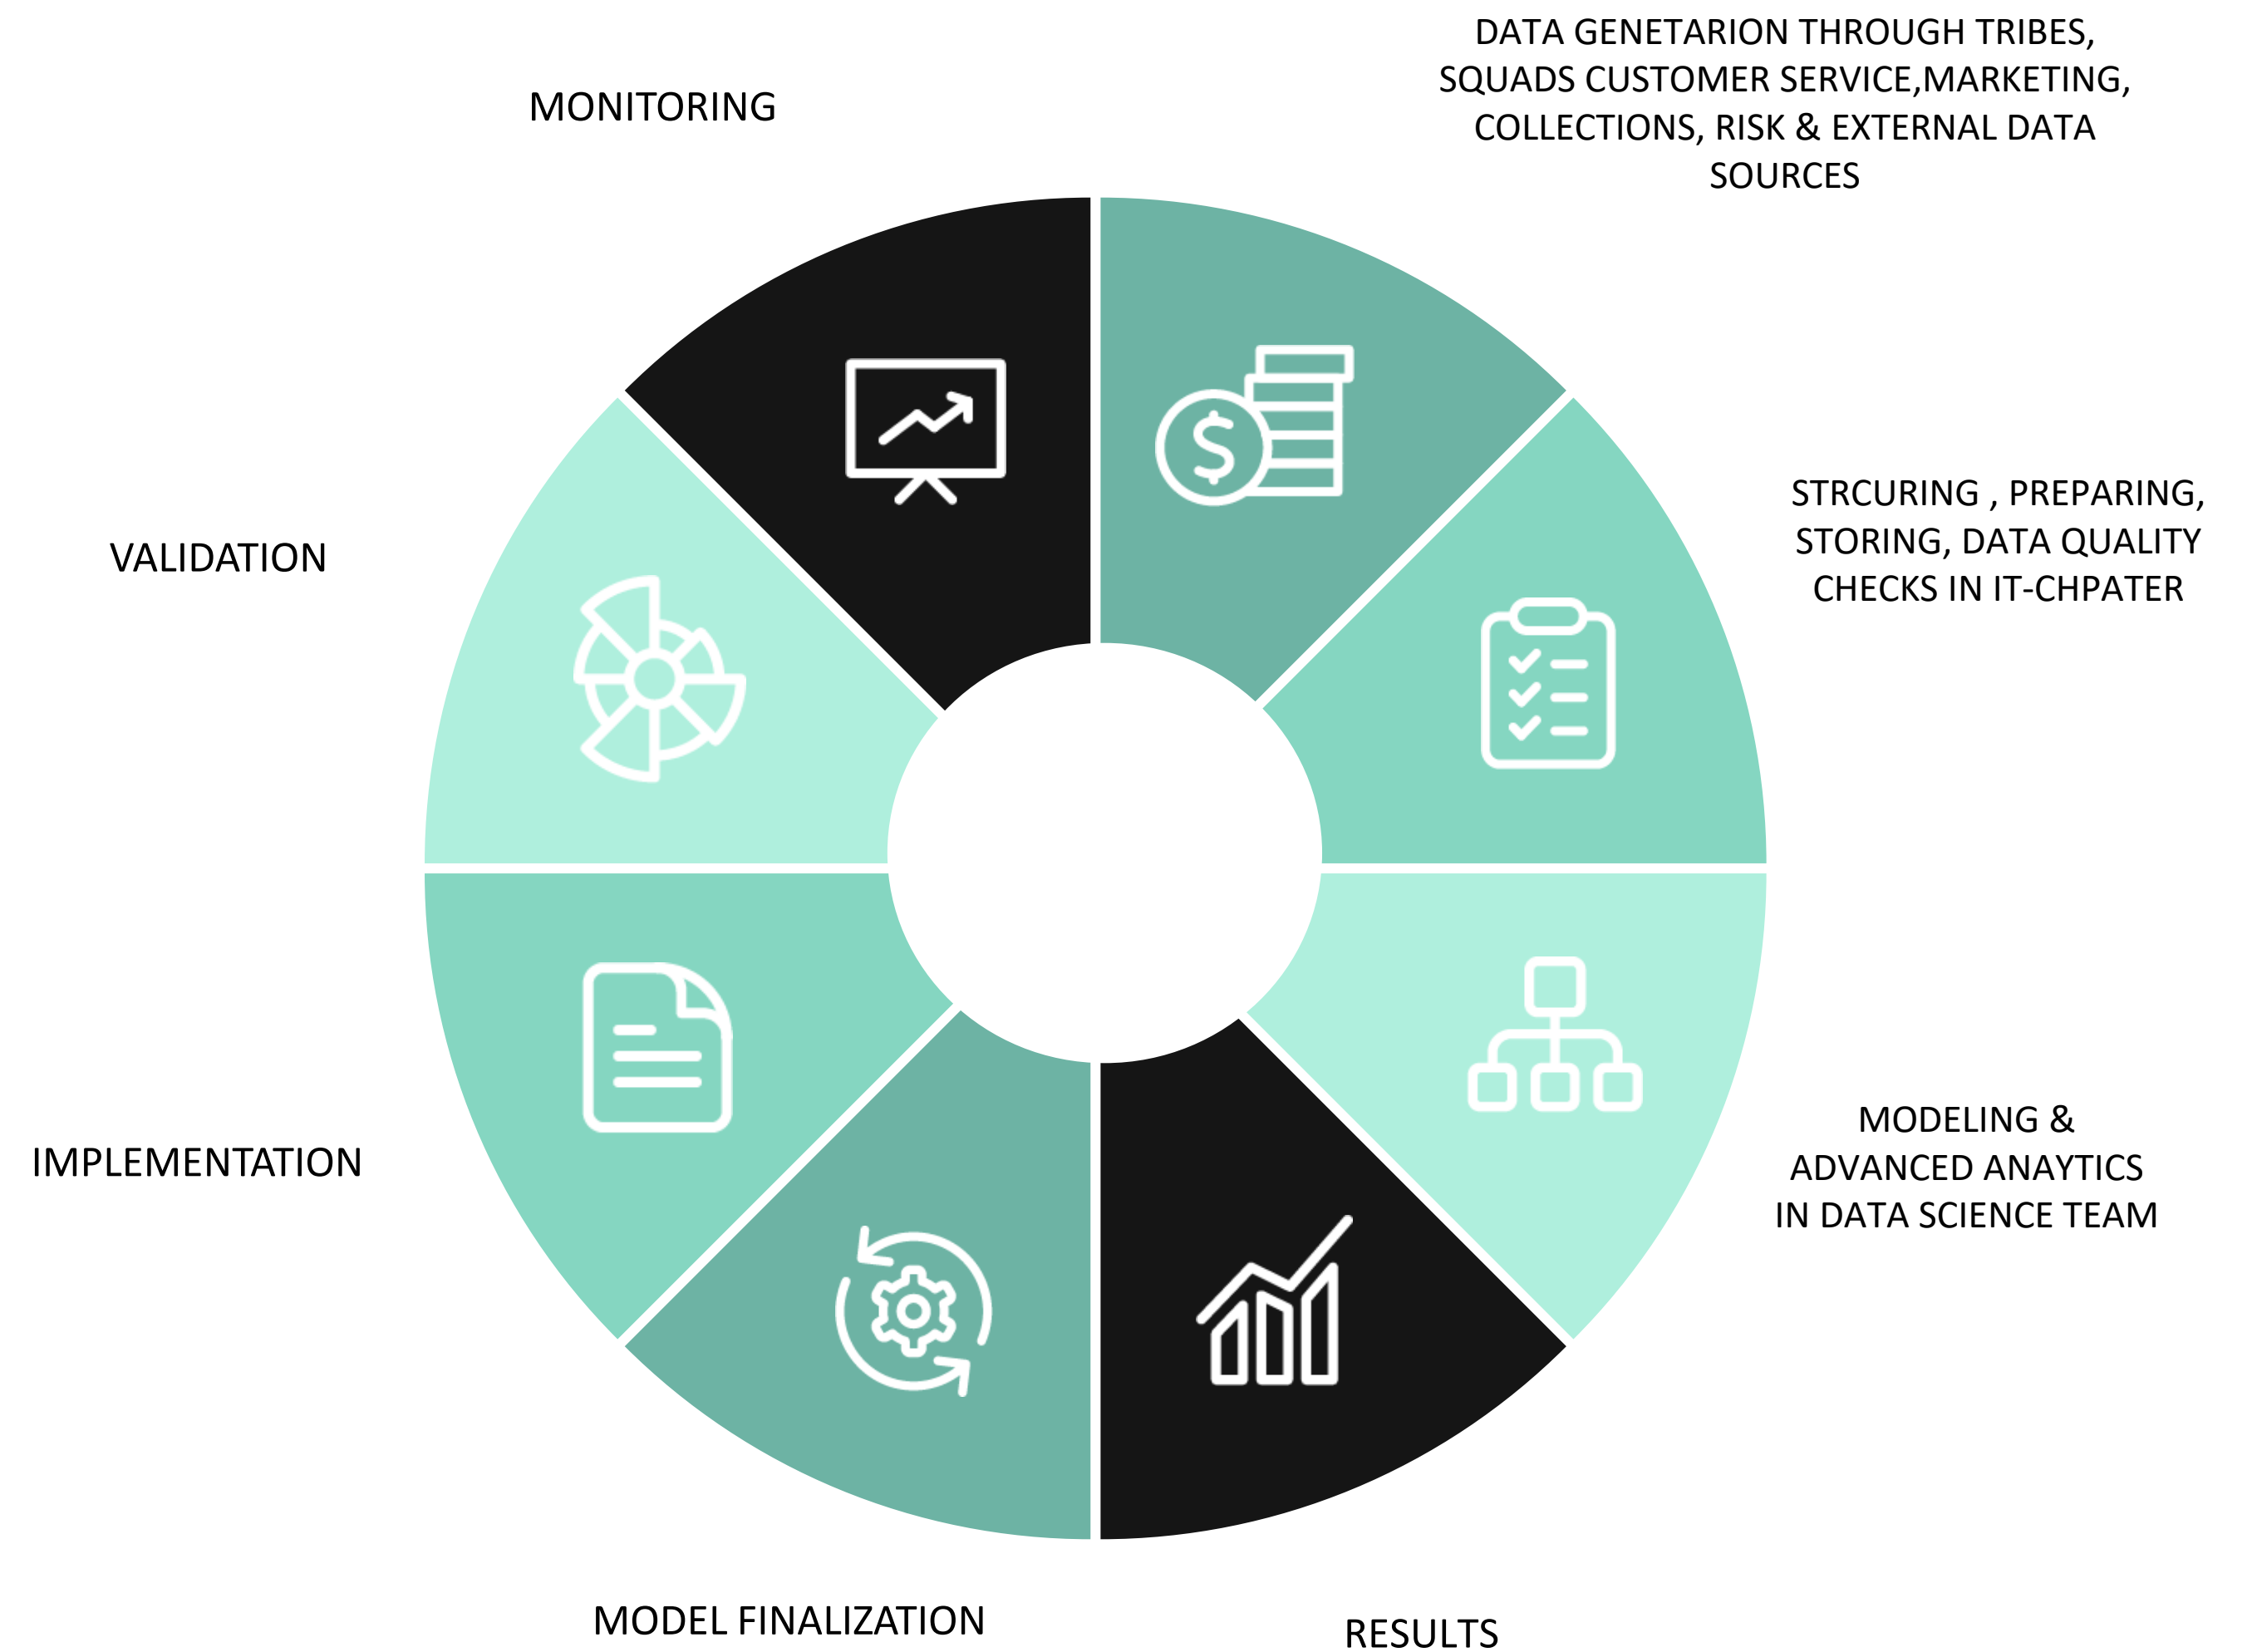 DATA GENETARION THROUGH TRIBES,
SQUADS CUSTOMER SERVICE,MARKETING,
COLLECTIONS, RISK & EXTERNAL DATA
SOURCES
MONITORING
STRCURING , PREPARING,
STORING, DATA QUALITY
CHECKS IN IT-CHPATER
VALIDATION
MODELING &
ADVANCED ANAYTICS
IN DATA SCIENCE TEAM
IMPLEMENTATION
MODEL FINALIZATION
RESULTS
$